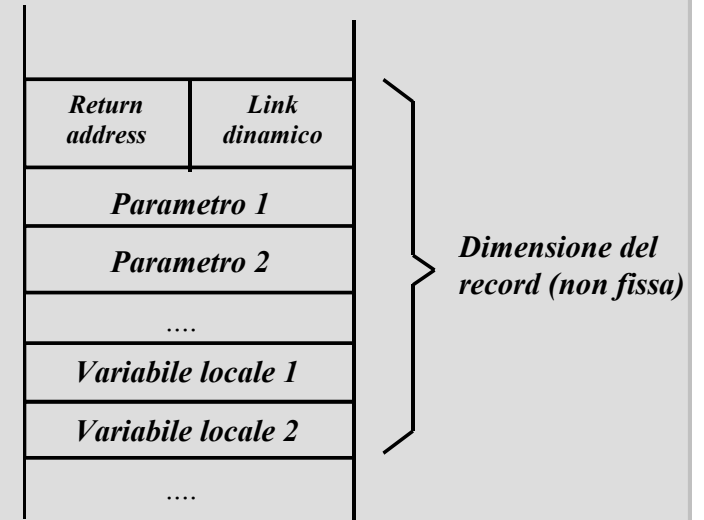 Return
address
Link
dinamico
Parametro 1
Parametro 2
....
Variabile locale 1
Variabile locale 2
....
Dimensione del
record (non fissa)